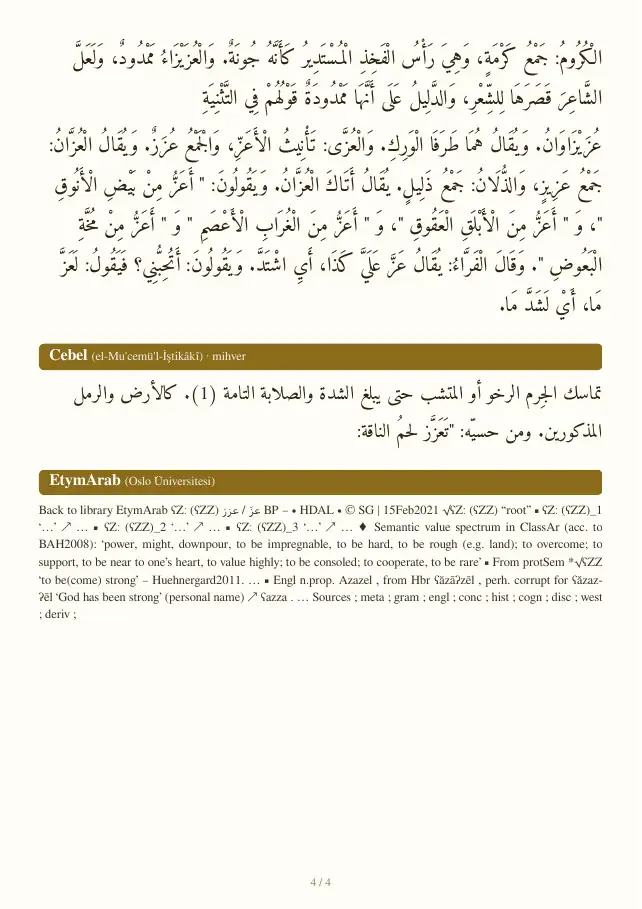 الْكُرُومُ: جَمْعُ كَرْمَةٍ، وَهِيَ رَأْسُ الْفَخِذِ الْمُسْتَدِيرُ كَأَنَّهُ جُونَةٌ. وَالْعُزَيْزَاءُ مَمْدُودٌ، وَلَعَلَّ
الشَّاعِرَ قَصَرَهَا لِلشِّعْرِ، وَالدَّلِيلُ عَلَى أَنَّهَا مَمْدُودَةٌ قَوْلُهُمْ فِي التَّثْنِيَةِ
عُزَيْزَاوَانُ. وَيُقَالُ هُمَا طَرَفَا الْوَرِكِ. وَالْعُزَّى: تَأْنِيثُ الْأَعَزِّ، وَالْجَمْعُ عُزَزٌ. وَيُقَالُ الْعُزَّانُ:
جَمْعُ عَزِيزٍ، وَالذُّلَانُ: جَمْعُ ذَلِيلٍ. يُقَالُ أَتَاكَ الْعُزَّانُ. وَيَقُولُونَ: " أَعَزُّ مِنْ بَيْضِ الْأَنُوقِ
"، وَ " أَعَزُّ مِنَ الْأَبْلَقِ الْعَقُوقِ "، وَ " أَعَزُّ مِنَ الْغُرَابِ الْأَعْصَمِ " وَ " أَعَزُّ مِنْ مُخَّةِ
الْبَعُوضِ ". وَقَالَ الْفَرَّاءُ: يُقَالُ عَزَّ عَلَيَّ كَذَا، أَيِ اشْتَدَّ. وَيَقُولُونَ: أَتُحِبُّنِي؟ فَيَقُولُ: لَعَزَّ
مَا، أَيْ لَشَدَّ مَا.
Cebel (el-Mu'cemü'l-İştikâkî) · mihver
تماسك الجِرم الرخو أو المتشب حتى يبلغ الشدة والصلابة التامة (1). كالأرض والرمل
المذكورين. ومن حسيّه: "تَعَزَّز لحمُ الناقة:
EtymArab (Oslo Üniversitesi)
Back to library EtymArab ʕZ: (ʕZZ) عزّ / عزز BP – • HDAL • © SG | 15Feb2021 √ʕZ: (ʕZZ) “root” ▪ ʕZ: (ʕZZ)_1
‘…’ ↗ … ▪ ʕZ: (ʕZZ)_2 ‘…’ ↗ … ▪ ʕZ: (ʕZZ)_3 ‘…’ ↗ … ♦ Semantic value spectrum in ClassAr (acc. to
BAH2008): ‘power, might, downpour, to be impregnable, to be hard, to be rough (e.g. land); to overcome; to
support, to be near to one’s heart, to value highly; to be consoled; to cooperate, to be rare’ ▪ From protSem *√ʕZZ
‘to be(come) strong’ – Huehnergard2011. … ▪ Engl n.prop. Azazel , from Hbr ʕăzāʔzēl , perh. corrupt for ʕăzaz-
ʔēl ‘God has been strong’ (personal name) ↗ ʕazza . … Sources ; meta ; gram ; engl ; conc ; hist ; cogn ; disc ; west
; deriv ;
4 / 4